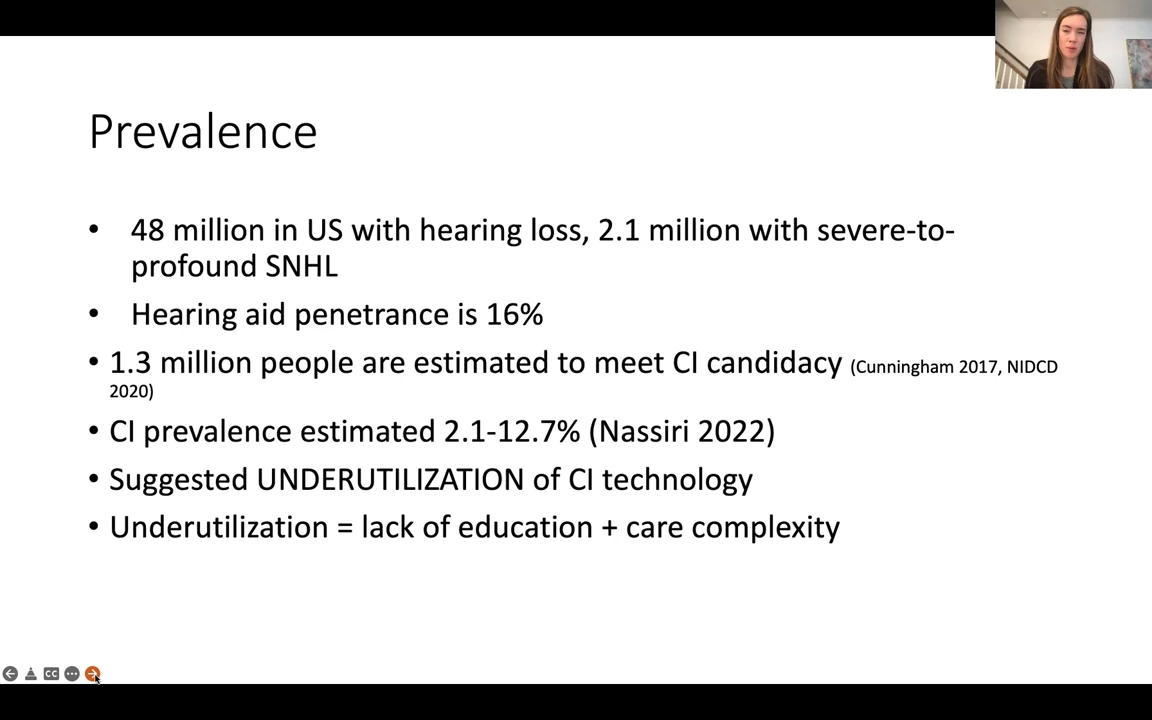 Prevalence
• 48 million in US with hearing loss, 2.1 million with severe-to-
profound SNHL
• Hearing aid penetrance is 16%
• 1.3 million people are estimated to meet CI candidacy (Cunningham 2017, NIDCD
2020)
• CI prevalence estimated 2.1-12.7% (Nassiri 2022)
• Suggested UNDERUTILIZATION of CI technology
• Underutilization = lack of education + care complexity
CC